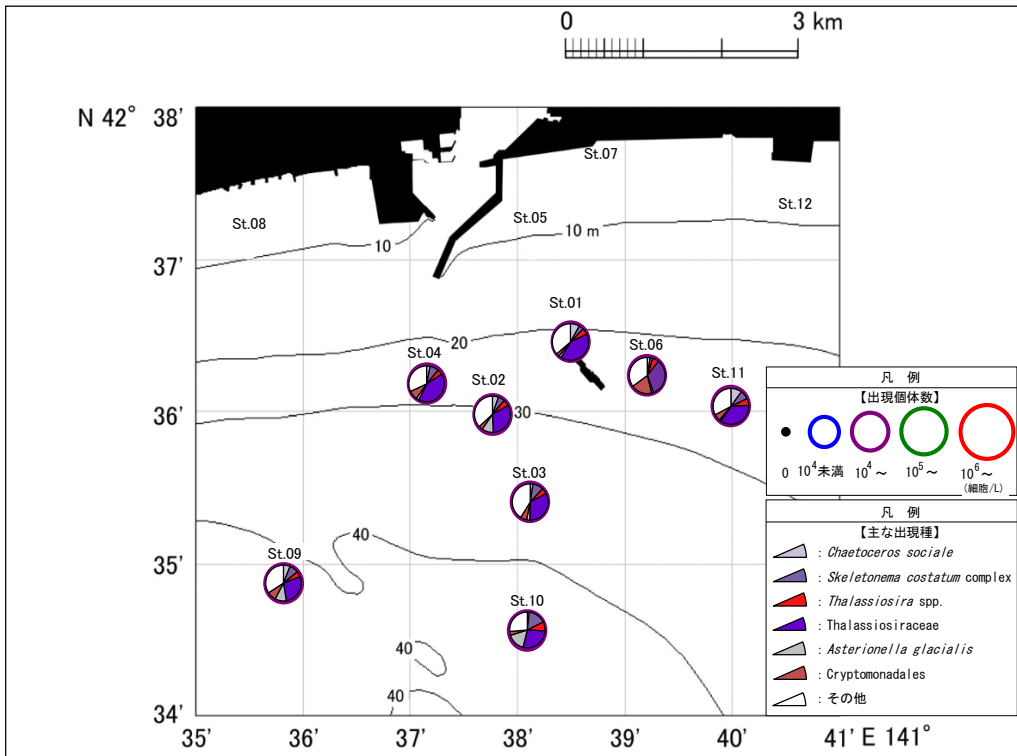 0 3 km
N 42° 38'
St.07
St.08
St.05
St.12
10
10 m
37'
St.01
20
St.04
St.06
St.02
St.11
36'
30
St.03
40
35'
St.09
St.10
40
40
34'
35' 36' 37' 38' 39' 40' 41' E 141°
凡 例
【出現個体数】
0 10⁴未満 10⁴～ 10⁵～ 10⁶～
(細胞/L)
凡 例
【主な出現種】
: Chaetoceros sociale
: Skeletonema costatum complex
: Thalassiosira spp.
: Thalassiosiraceae
: Asterionella glacialis
: Cryptomonadales
: その他